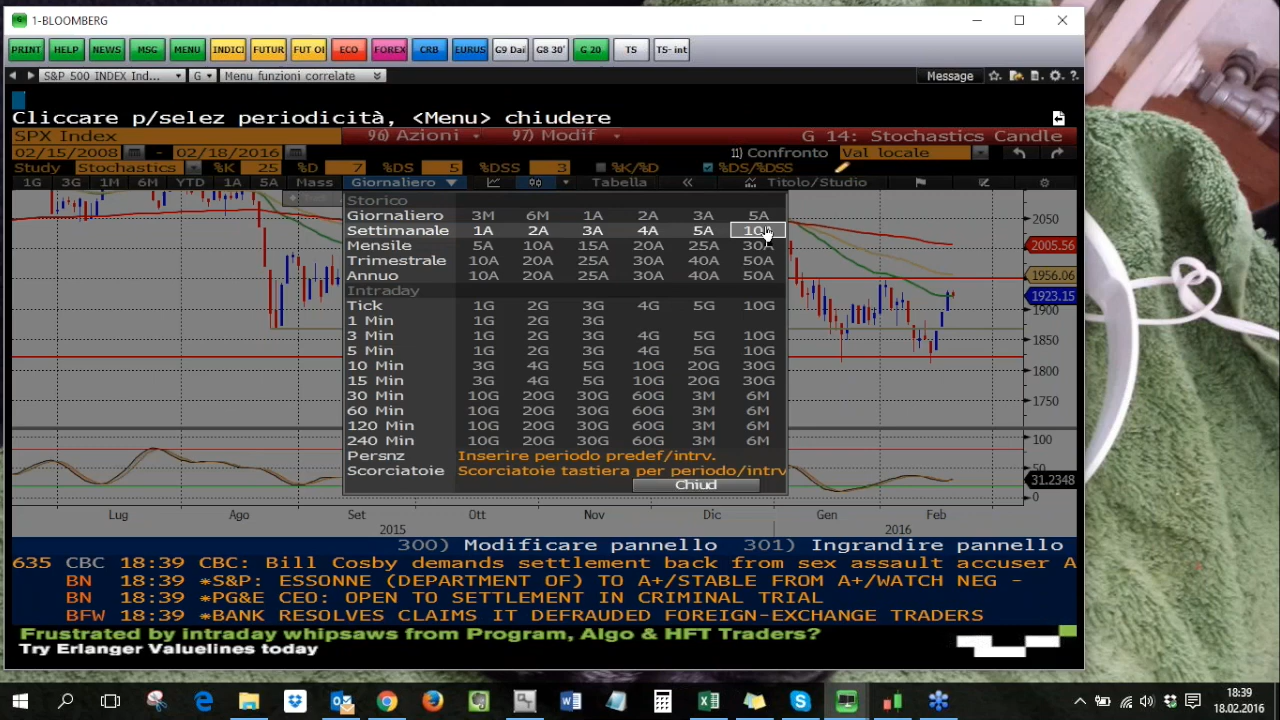 1-BLOOMBERG
PRINT HELP NEWS MSG MENU INDICI FUTUR FUT OI ECO FOREX CRB EURUS G9 Dai G8 30' G 20 TS TS- int
S&P 500 INDEX Ind... G Menu funzioni correlate Message
Cliccare p/selez periodicità, <Menu> chiudere
SPX Index 96) Azioni 97) Modif G 14: Stochastics Candle
02/15/2008 - 02/18/2016 11) Confronto Val locale
Study Stochastics %K 25 %D 7 %DS 5 %DSS 3 %K/%D %DS/%DSS
1G 3G 1M 6M YTD 1A 5A Mass Giornaliero Tabella « Titolo/Studio
Storico
Giornaliero 3M 6M 1A 2A 3A 5A
Settimanale 1A 2A 3A 4A 5A 10A
Mensile 5A 10A 15A 20A 25A 30A
Trimestrale 10A 20A 25A 30A 40A 50A
Annuo 10A 20A 25A 30A 40A 50A
Intraday
Tick 1G 2G 3G 4G 5G 10G
1 Min 1G 2G 3G
3 Min 1G 2G 3G 4G 5G 10G
5 Min 1G 2G 3G 4G 5G 10G
10 Min 3G 4G 5G 10G 20G 30G
15 Min 3G 4G 5G 10G 20G 30G
30 Min 10G 20G 30G 60G 3M 6M
60 Min 10G 20G 30G 60G 3M 6M
120 Min 10G 20G 30G 60G 3M 6M
240 Min 10G 20G 30G 60G 3M 6M
Persnz Inserire periodo predef/intrv.
Scorciatoie Scorciatoie tastiera per periodo/intrv
Chiud
2050
2005.56
1956.06
1923.15
1900
1850
1800
1750
100
50
31.2348
0
Lug Ago Set Ott Nov Dic Gen Feb
2015 2016
300) Modificare pannello 301) Ingrandire pannello
635 CBC 18:39 CBC: Bill Cosby demands settlement back from sex assault accuser A
BN 18:39 *S&P: ESSONNE (DEPARTMENT OF) TO A+/STABLE FROM A+/WATCH NEG -
BN 18:39 *PG&E CEO: OPEN TO SETTLEMENT IN CRIMINAL TRIAL
BFW 18:39 *BANK RESOLVES CLAIMS IT DEFRAUDED FOREIGN-EXCHANGE TRADERS
Frustrated by intraday whipsaws from Program, Algo & HFT Traders?
Try Erlanger Valuelines today
18:39
18.02.2016